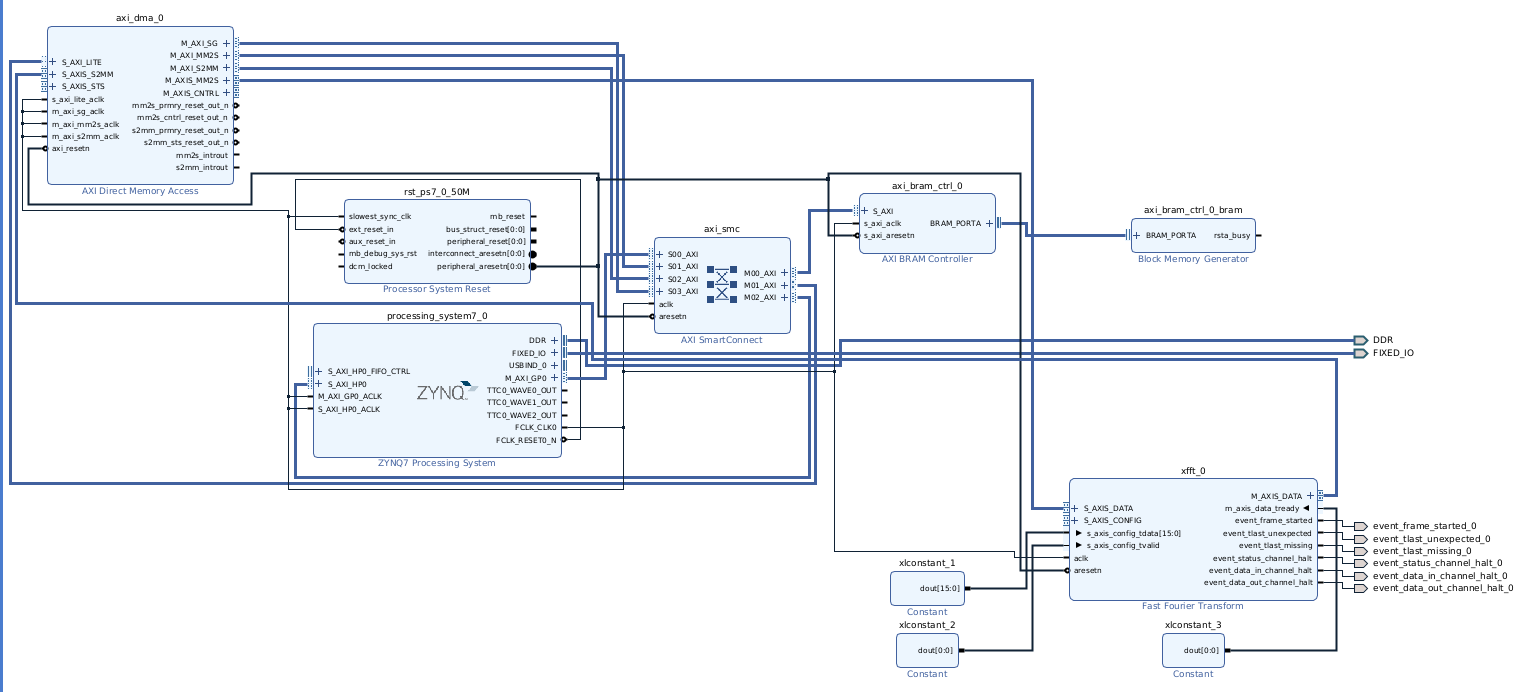 axi_dma_0
S_AXI_LITE
S_AXIS_S2MM
S_AXIS_STS
s_axi_lite_aclk
m_axi_sg_aclk
m_axi_mm2s_aclk
m_axi_s2mm_aclk
axi_resetn
M_AXI_SG
M_AXI_MM2S
M_AXI_S2MM
M_AXIS_MM2S
M_AXIS_CNTRL
mm2s_prmry_reset_out_n
mm2s_cntrl_reset_out_n
s2mm_prmry_reset_out_n
s2mm_sts_reset_out_n
mm2s_introut
s2mm_introut
AXI Direct Memory Access
rst_ps7_0_50M
slowest_sync_clk
ext_reset_in
aux_reset_in
mb_debug_sys_rst
dcm_locked
mb_reset
bus_struct_reset[0:0]
peripheral_reset[0:0]
interconnect_aresetn[0:0]
peripheral_aresetn[0:0]
Processor System Reset
processing_system7_0
S_AXI_HP0_FIFO_CTRL
S_AXI_HP0
M_AXI_GP0_ACLK
S_AXI_HP0_ACLK
ZYNQ
DDR
FIXED_IO
USBIND_0
M_AXI_GP0
TTC0_WAVE0_OUT
TTC0_WAVE1_OUT
TTC0_WAVE2_OUT
FCLK_CLK0
FCLK_RESET0_N
ZYNQ7 Processing System
axi_smc
S00_AXI
S01_AXI
S02_AXI
S03_AXI
aclk
aresetn
M00_AXI
M01_AXI
M02_AXI
AXI SmartConnect
axi_bram_ctrl_0
S_AXI
s_axi_aclk
s_axi_aresetn
BRAM_PORTA
AXI BRAM Controller
axi_bram_ctrl_0_bram
BRAM_PORTA
rsta_busy
Block Memory Generator
DDR
FIXED_IO
xfft_0
S_AXIS_DATA
S_AXIS_CONFIG
s_axis_config_tdata[15:0]
s_axis_config_tvalid
aclk
aresetn
M_AXIS_DATA
m_axis_data_tready
event_frame_started
event_tlast_unexpected
event_tlast_missing
event_status_channel_halt
event_data_in_channel_halt
event_data_out_channel_halt
Fast Fourier Transform
event_frame_started_0
event_tlast_unexpected_0
event_tlast_missing_0
event_status_channel_halt_0
event_data_in_channel_halt_0
event_data_out_channel_halt_0
xlconstant_1
dout[15:0]
Constant
xlconstant_2
dout[0:0]
Constant
xlconstant_3
dout[0:0]
Constant